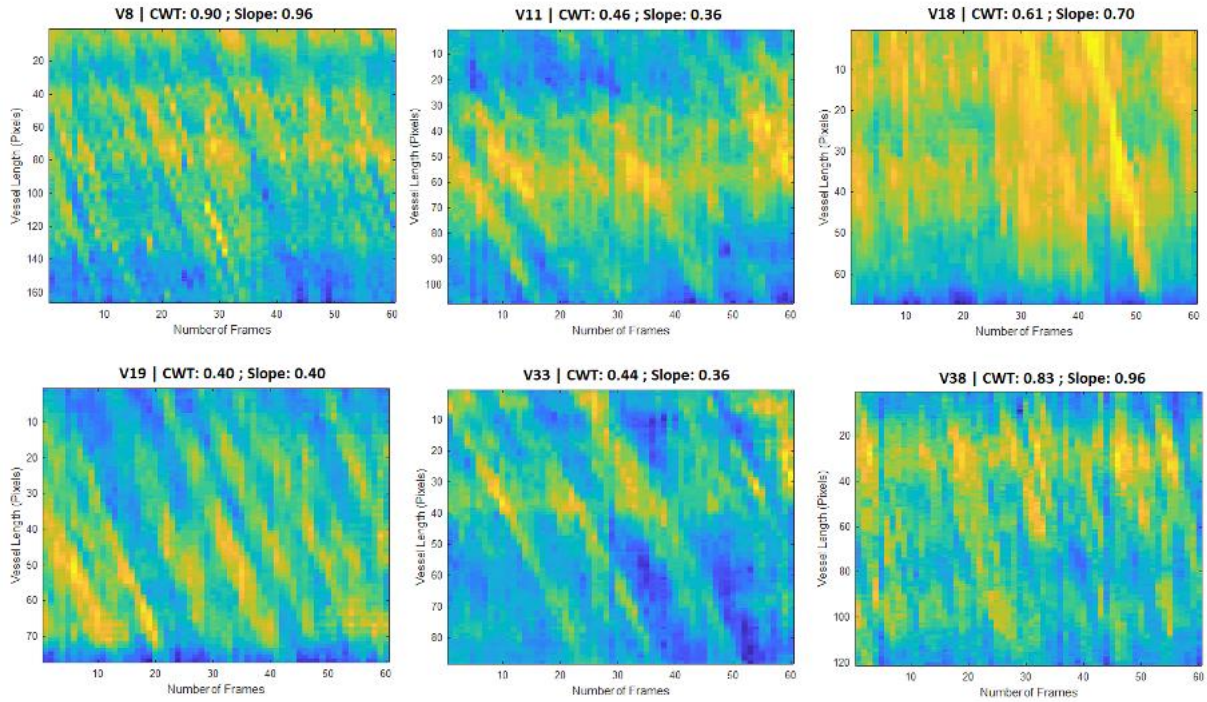 V8 | CWT: 0.90 ; Slope: 0.96
Vessel Length (Pixels)
20
40
60
80
100
120
140
160
10 20 30 40 50 60
Number of Frames
V11 | CWT: 0.46 ; Slope: 0.36
Vessel Length (Pixels)
10
20
30
40
50
60
70
80
90
100
10 20 30 40 50 60
Number of Frames
V18 | CWT: 0.61 ; Slope: 0.70
Vessel Length (Pixels)
10
20
30
40
50
60
10 20 30 40 50 60
Number of Frames
V19 | CWT: 0.40 ; Slope: 0.40
Vessel Length (Pixels)
10
20
30
40
50
60
70
10 20 30 40 50 60
Number of Frames
V33 | CWT: 0.44 ; Slope: 0.36
Vessel Length (Pixels)
10
20
30
40
50
60
70
80
10 20 30 40 50 60
Number of Frames
V38 | CWT: 0.83 ; Slope: 0.96
Vessel Length (Pixels)
20
40
60
80
100
120
10 20 30 40 50 60
Number of Frames